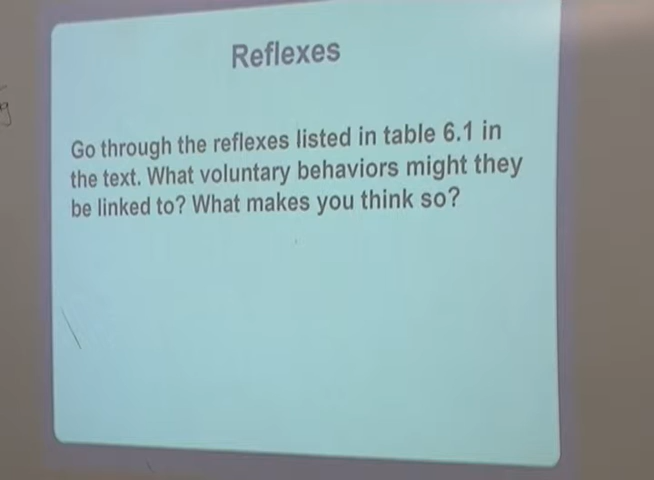 Reflexes
Go through the reflexes listed in table 6.1 in
the text. What voluntary behaviors might they
be linked to? What makes you think so?